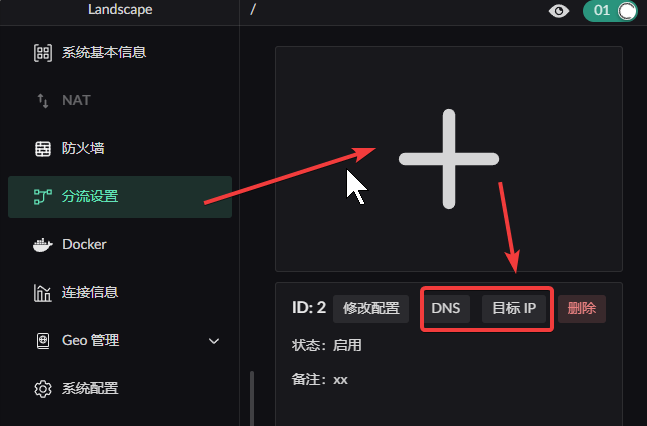 Landscape
/
01
系统基本信息
NAT
防火墙
分流设置
Docker
连接信息
Geo 管理
系统配置
ID: 2 修改配置 DNS 目标 IP 删除
状态：启用
备注：xx